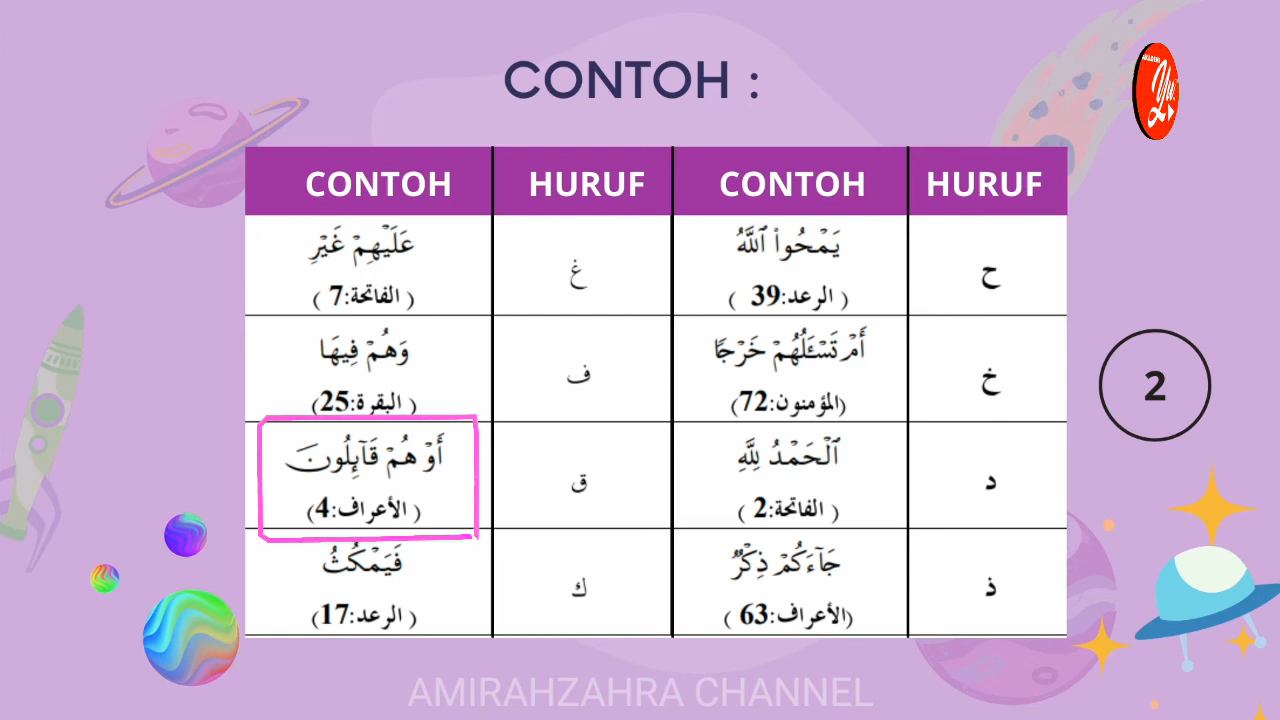 CONTOH :
CONTOH HURUF CONTOH HURUF
ح
يَمْحُواْ ٱللَّهُ
( الرعد:39 )
غ
عَلَيْهِمْ غَيْرِ
( الفاتحة:7 )
خ
أَمْ تَسْـَٔلُهُمْ خَرْجًا
(المؤمنون:72)
ف
وَهُمْ فِيهَا
( البقرة:25)
د
ٱلْحَمْدُ لِلَّهِ
( الفاتحة:2 )
ق
أَوْ هُمْ قَآئِلُونَ
( الأعراف:4)
ذ
جَآءَكُمْ ذِكْرٌ
(الأعراف:63 )
ك
فَيَمْكُثُ
( الرعد:17)
2
AMIRAHZAHRA CHANNEL